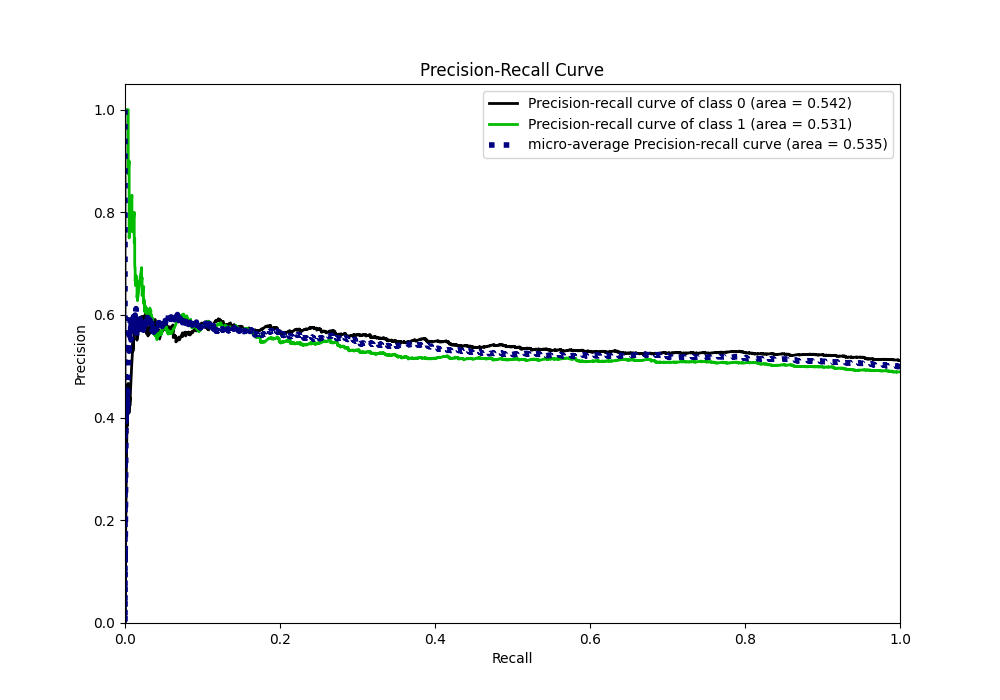 Precision-Recall Curve
Precision-recall curve of class 0 (area = 0.542)
Precision-recall curve of class 1 (area = 0.531)
micro-average Precision-recall curve (area = 0.535)
1.0
0.8
0.6
0.4
0.2
0.0
Precision
0.0 0.2 0.4 0.6 0.8 1.0
Recall